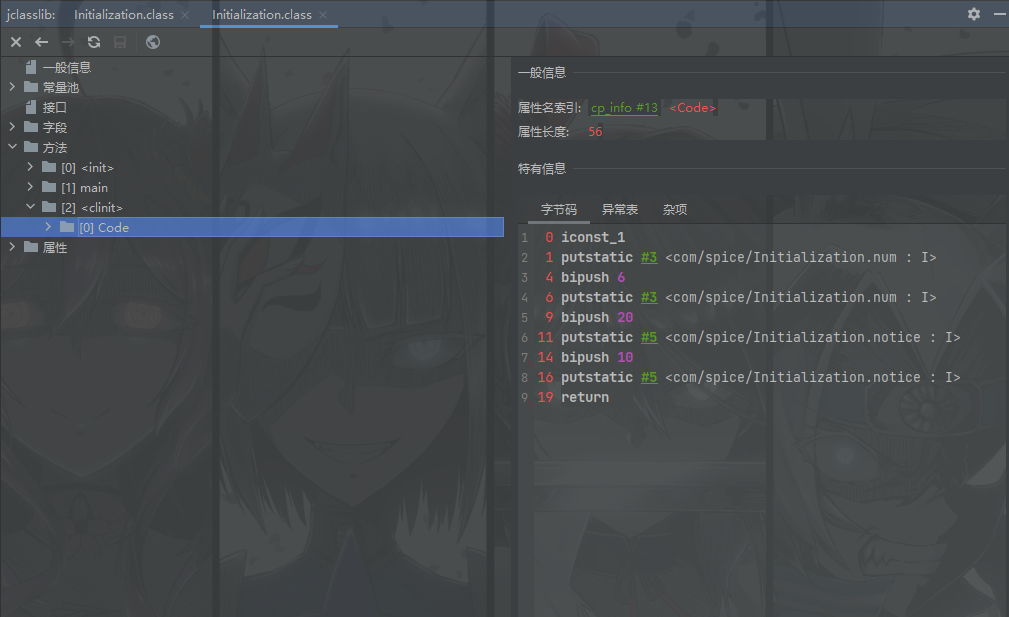 jclasslib: Initialization.class Initialization.class
一般信息
常量池
接口
字段
方法
[0] <init>
[1] main
[2] <clinit>
[0] Code
属性
一般信息
属性名索引: cp_info #13 <Code>
属性长度: 56
特有信息
字节码 异常表 杂项
1 0 iconst_1
2 1 putstatic #3 <com/spice/Initialization.num : I>
3 4 bipush 6
4 6 putstatic #3 <com/spice/Initialization.num : I>
5 9 bipush 20
6 11 putstatic #5 <com/spice/Initialization.notice : I>
7 14 bipush 10
8 16 putstatic #5 <com/spice/Initialization.notice : I>
9 19 return